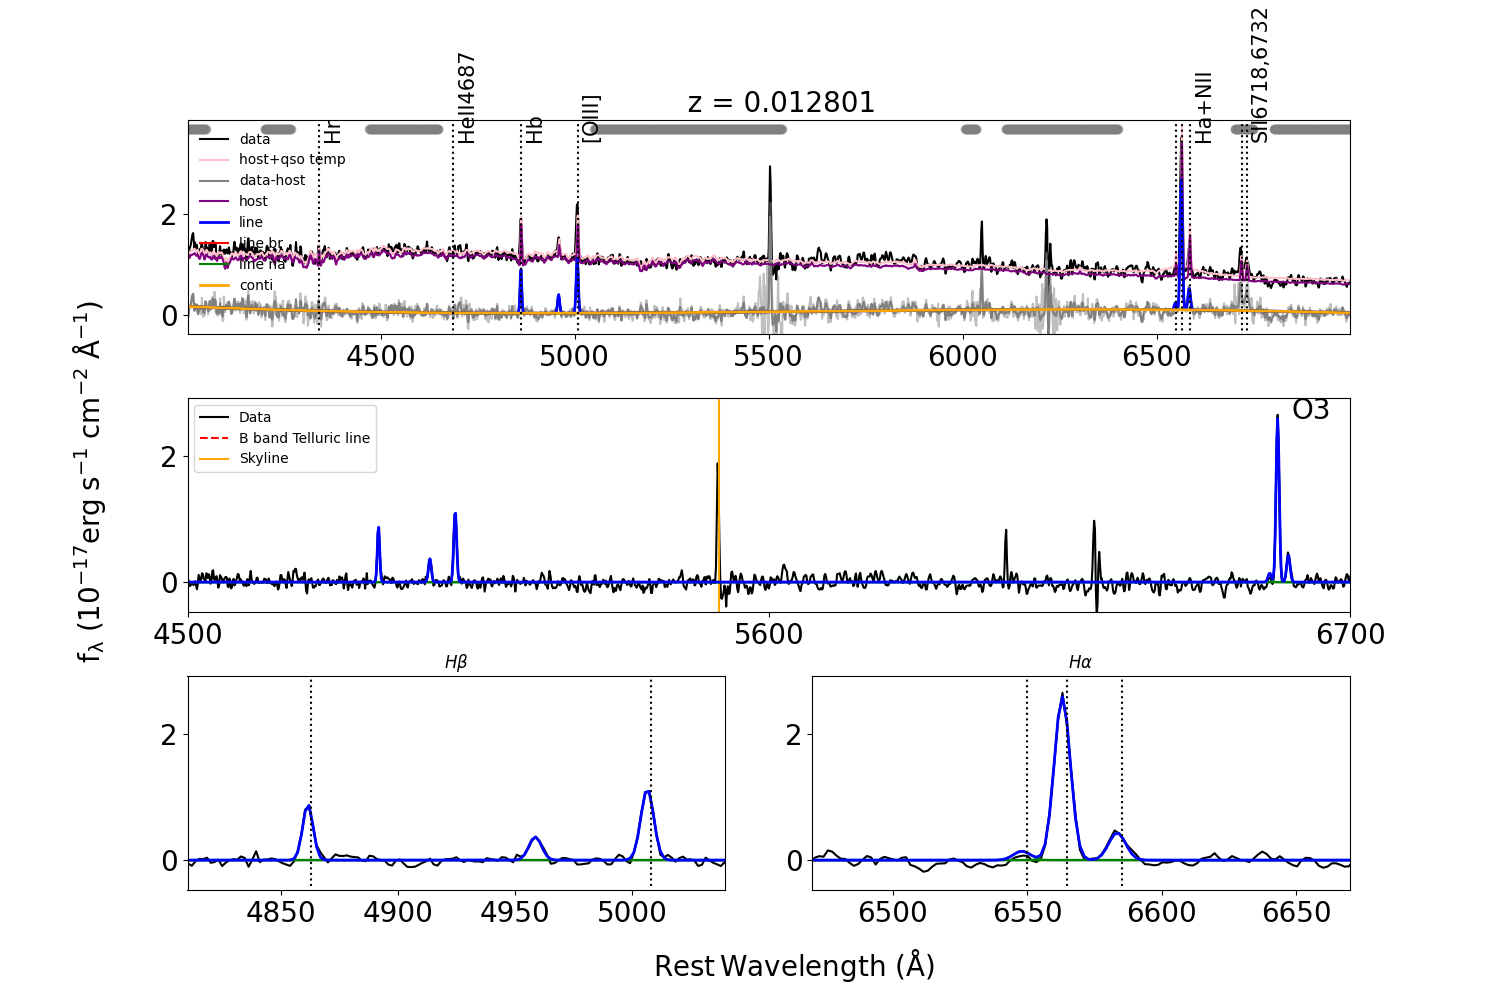 z = 0.012801
Hr
HeII4687
Hb
[OIII]
Ha+NII
SII6718,6732
data
host+qso temp
data-host
host
line
line br
line na
conti
2
0
4500
5000
5500
6000
6500
O3
Data
B band Telluric line
Skyline
2
0
4500
5600
6700
fλ (10⁻¹⁷erg s⁻¹ cm⁻² Å⁻¹)
Hβ
2
0
4850
4900
4950
5000
Hα
2
0
6500
6550
6600
6650
Rest Wavelength (Å)